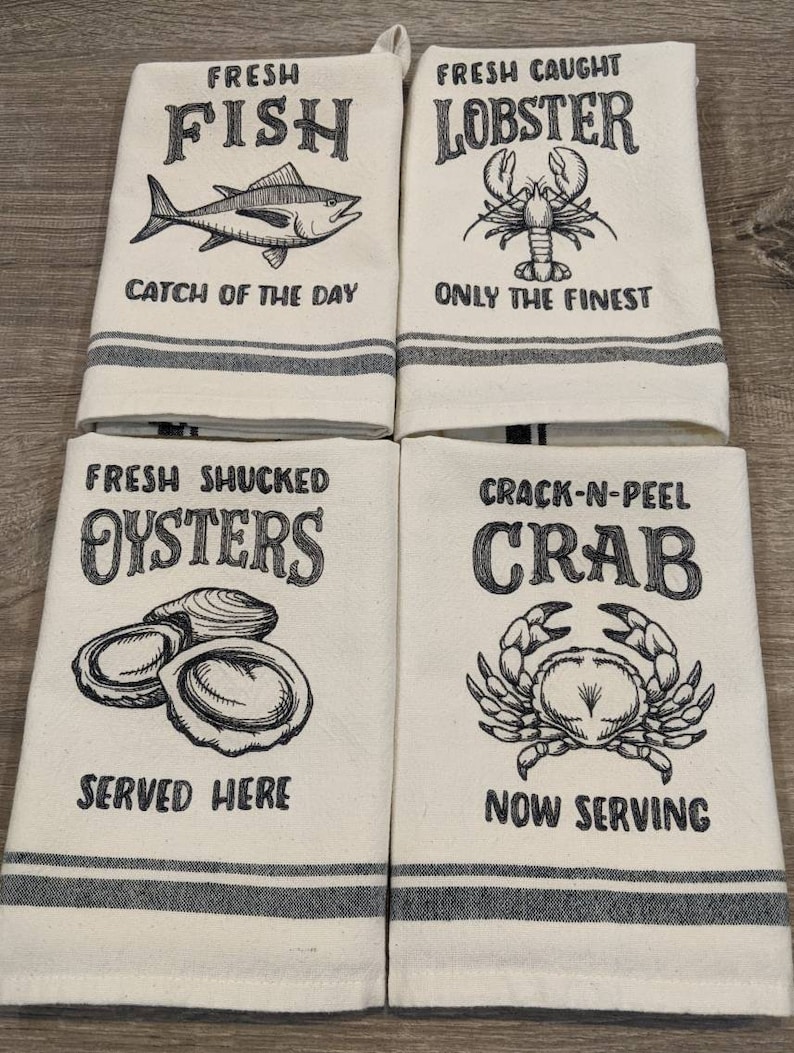 FRESH
FISH
CATCH OF THE DAY
FRESH CAUGHT
LOBSTER
ONLY THE FINEST
FRESH SHUCKED
OYSTERS
SERVED HERE
CRACK-N-PEEL
CRAB
NOW SERVING